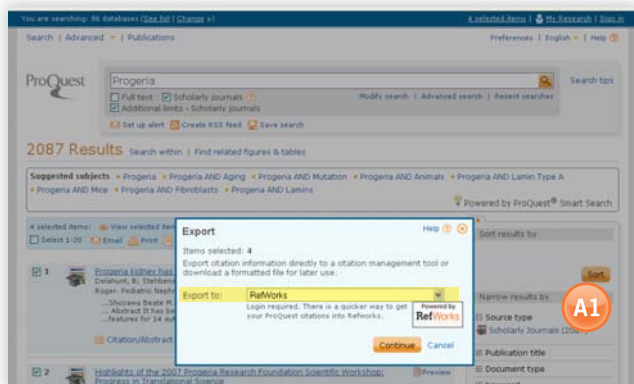 You are searching: 86 databases (See list | Change »)
4 selected items | My Research | Sign in
Search | Advanced | Publications
Preferences | English | Help
ProQuest
Progeria
Search tips
Full text Scholarly journals
Additional limits - Scholarly journals
Modify search | Advanced search | Recent searches
Set up alert Create RSS feed Save search
2087 Results Search within | Find related figures & tables
Suggested subjects • Progeria • Progeria AND Aging • Progeria AND Mutation • Progeria AND Animals • Progeria AND Lamin Type A
• Progeria AND Mice • Progeria AND Fibroblasts • Progeria AND Lamins
Powered by ProQuest® Smart Search
4 selected items: View selected
Select 1-20 Email Print
Sort results by
Sort
Narrow results by
Source type
Scholarly Journals
Publication title
Document type
Export
Help
Items selected: 4
Export citation information directly to a citation management tool or
download a formatted file for later use.
Export to: RefWorks
Login required. There is a quicker way to get
your ProQuest citations into Refworks.
Powered by
RefWorks
Continue Cancel
1
Progeria kidney has
Delahunt, B; Stehbens
Ruger. Pediatric
...Shozawa Beate M.
... Abstract It has
...features for 14
Citation/Abstract
A1
2
Highlights of the 2007 Progeria Research Foundation Scientific Workshop:
Progress in Translational Science
Preview